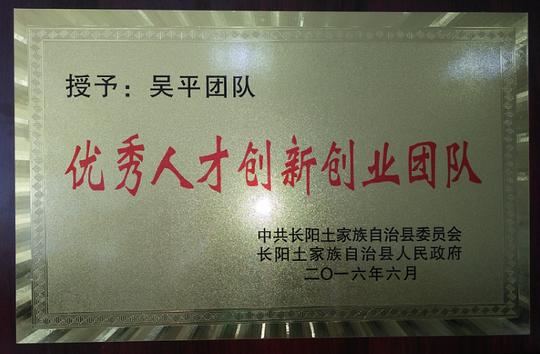 授予：吴平团队
优秀人才创新创业团队
中共长阳土家族自治县委员会
长阳土家族自治县人民政府
二〇一六年六月